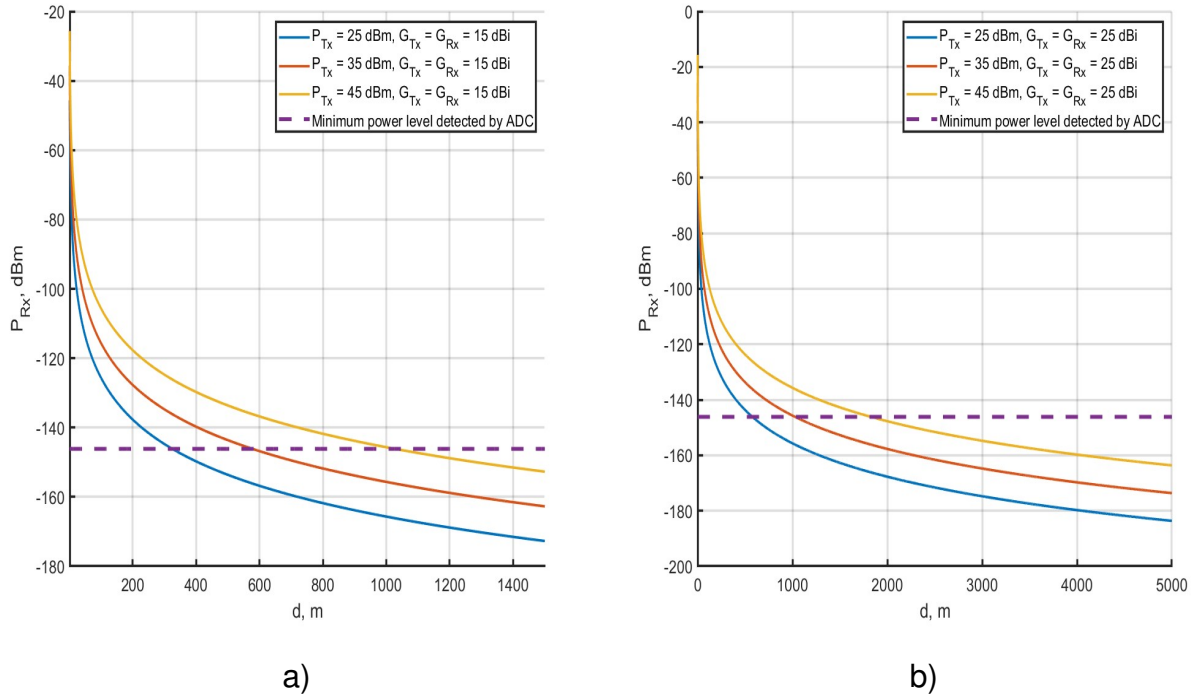 P_Tx = 25 dBm, G_Tx = G_Rx = 15 dBi
P_Tx = 35 dBm, G_Tx = G_Rx = 15 dBi
P_Tx = 45 dBm, G_Tx = G_Rx = 15 dBi
Minimum power level detected by ADC
-20
-40
-60
-80
-100
-120
-140
-160
-180
P_Rx, dBm
200
400
600
800
1000
1200
1400
d, m
a)
P_Tx = 25 dBm, G_Tx = G_Rx = 25 dBi
P_Tx = 35 dBm, G_Tx = G_Rx = 25 dBi
P_Tx = 45 dBm, G_Tx = G_Rx = 25 dBi
Minimum power level detected by ADC
0
-20
-40
-60
-80
-100
-120
-140
-160
-180
-200
P_Rx, dBm
0
1000
2000
3000
4000
5000
d, m
b)